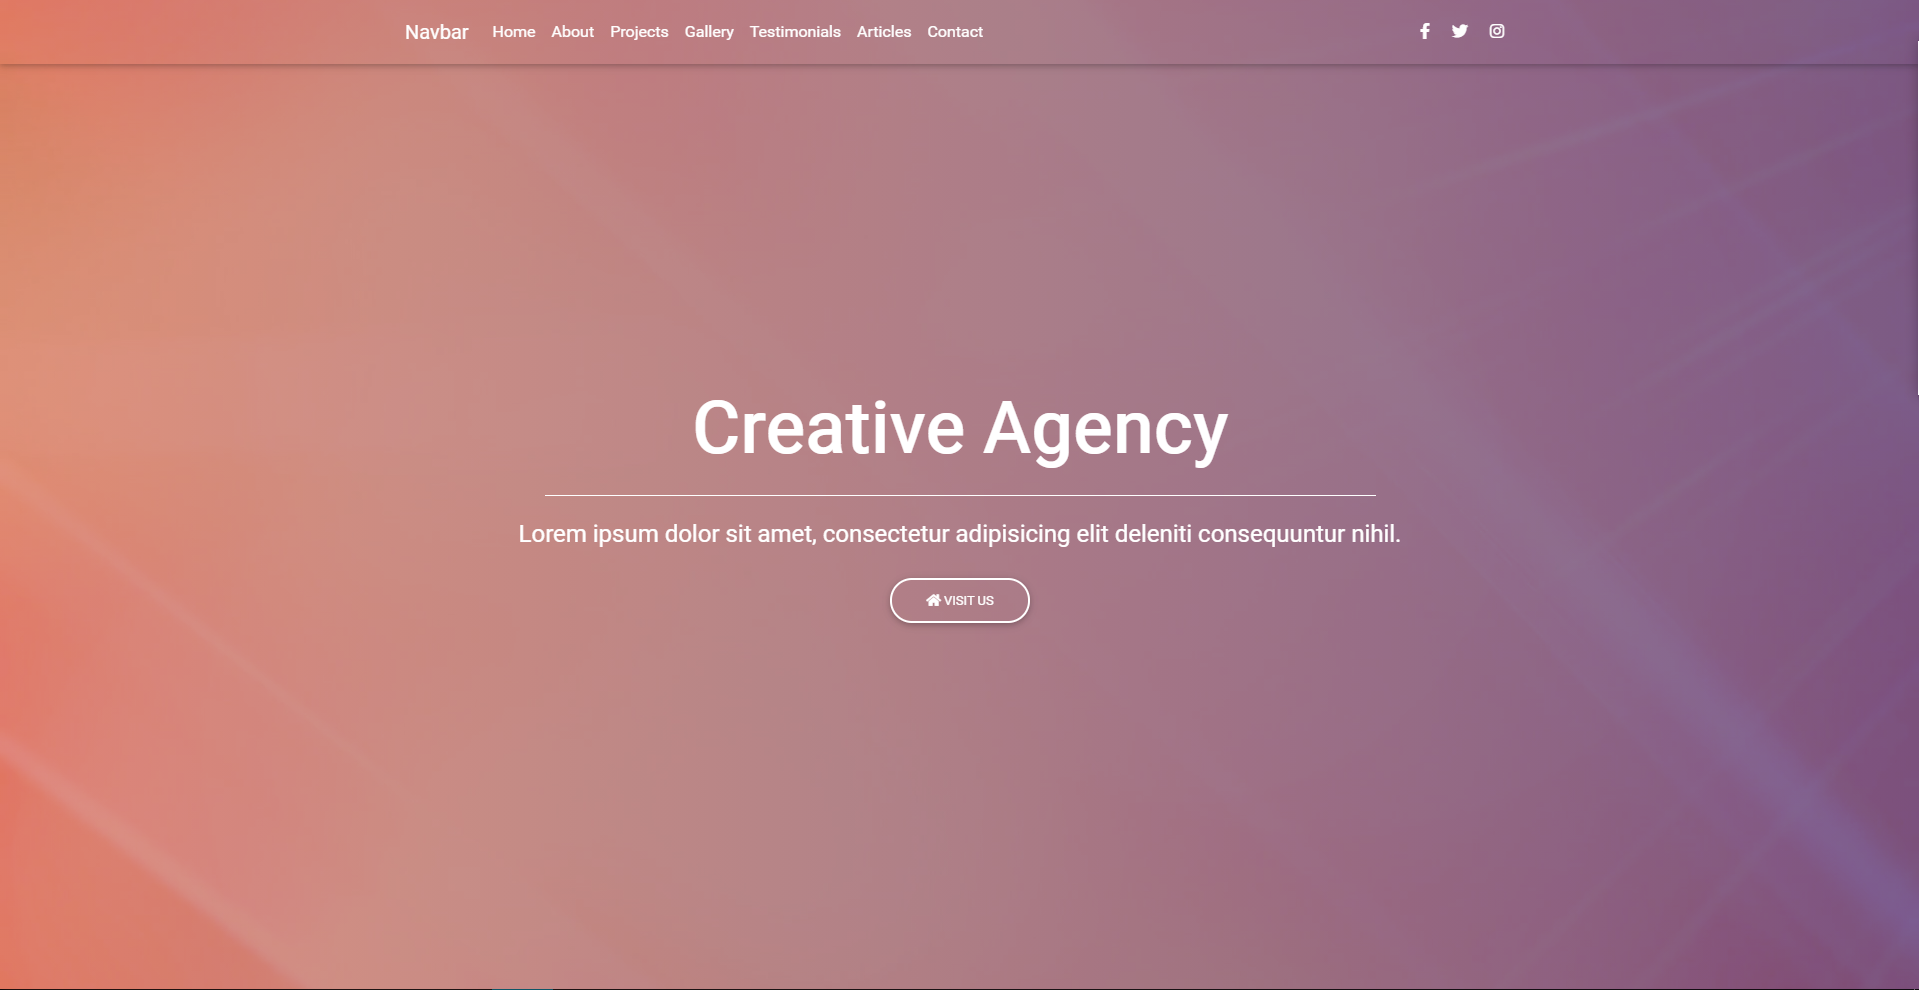 Navbar Home About Projects Gallery Testimonials Articles Contact
Creative Agency
Lorem ipsum dolor sit amet, consectetur adipisicing elit deleniti consequuntur nihil.
VISIT US